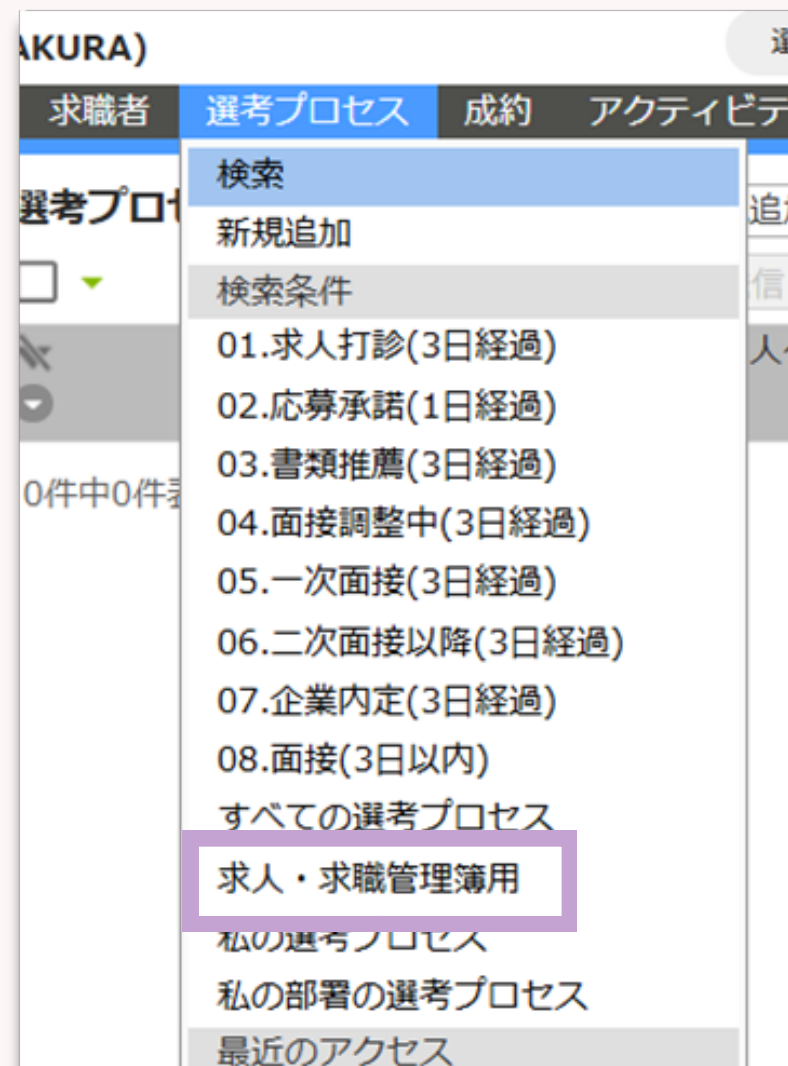 AKURA)
選
求職者 選考プロセス 成約 アクティビテ
検索
選考プロ
追
新規追加
信
検索条件
01.求人打診(3日経過)
人
02.応募承諾(1日経過)
03.書類推薦(3日経過)
0件中0件表
04.面接調整中(3日経過)
05.一次面接(3日経過)
06.二次面接以降(3日経過)
07.企業内定(3日経過)
08.面接(3日以内)
すべての選考プロセス
求人・求職管理簿用
私の選考プロセス
私の部署の選考プロセス
最近のアクセス